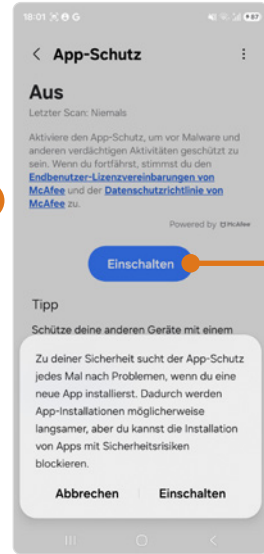 18:01
87
< App-Schutz
Aus
Letzter Scan: Niemals
Aktiviere den App-Schutz, um vor Malware und
anderen verdächtigen Aktivitäten geschützt zu
sein. Wenn du fortfährst, stimmst du den
Endbenutzer-Lizenzvereinbarungen von
McAfee und der Datenschutzrichtlinie von
McAfee zu.
Powered by McAfee
Einschalten
Tipp
Schütze deine anderen Geräte mit einem
Zu deiner Sicherheit sucht der App-Schutz
jedes Mal nach Problemen, wenn du eine
neue App installierst. Dadurch werden
App-Installationen möglicherweise
langsamer, aber du kannst die Installation
von Apps mit Sicherheitsrisiken
blockieren.
Abbrechen Einschalten